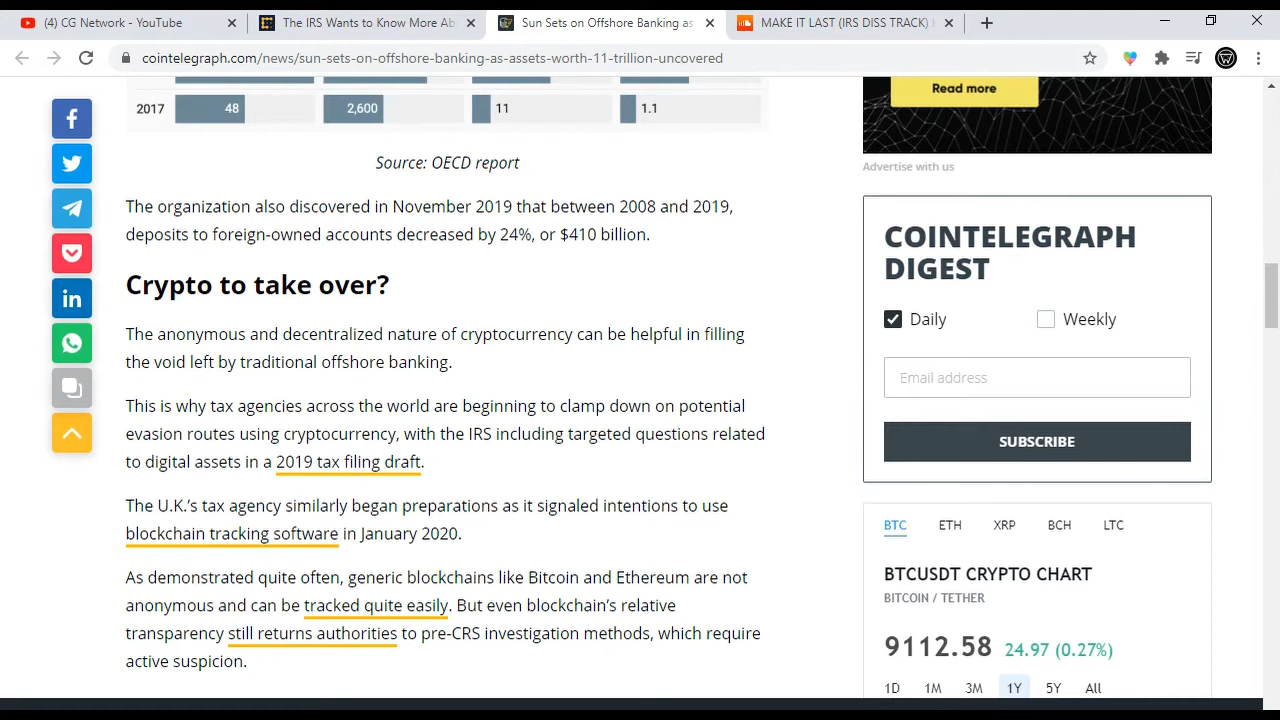 (4) CG Network - YouTube
The IRS Wants to Know More Ab
Sun Sets on Offshore Banking as
MAKE IT LAST (IRS DISS TRACK)
cointelegraph.com/news/sun-sets-on-offshore-banking-as-assets-worth-11-trillion-uncovered
2017 48 2,600 11 1.1
Source: OECD report
The organization also discovered in November 2019 that between 2008 and 2019,
deposits to foreign-owned accounts decreased by 24%, or $410 billion.
Crypto to take over?
The anonymous and decentralized nature of cryptocurrency can be helpful in filling
the void left by traditional offshore banking.
This is why tax agencies across the world are beginning to clamp down on potential
evasion routes using cryptocurrency, with the IRS including targeted questions related
to digital assets in a 2019 tax filing draft.
The U.K.’s tax agency similarly began preparations as it signaled intentions to use
blockchain tracking software in January 2020.
As demonstrated quite often, generic blockchains like Bitcoin and Ethereum are not
anonymous and can be tracked quite easily. But even blockchain’s relative
transparency still returns authorities to pre-CRS investigation methods, which require
active suspicion.
Read more
Advertise with us
COINTELEGRAPH
DIGEST
Daily Weekly
Email address
SUBSCRIBE
BTC ETH XRP BCH LTC
BTCUSDT CRYPTO CHART
BITCOIN / TETHER
9112.58 24.97 (0.27%)
1D 1M 3M 1Y 5Y All